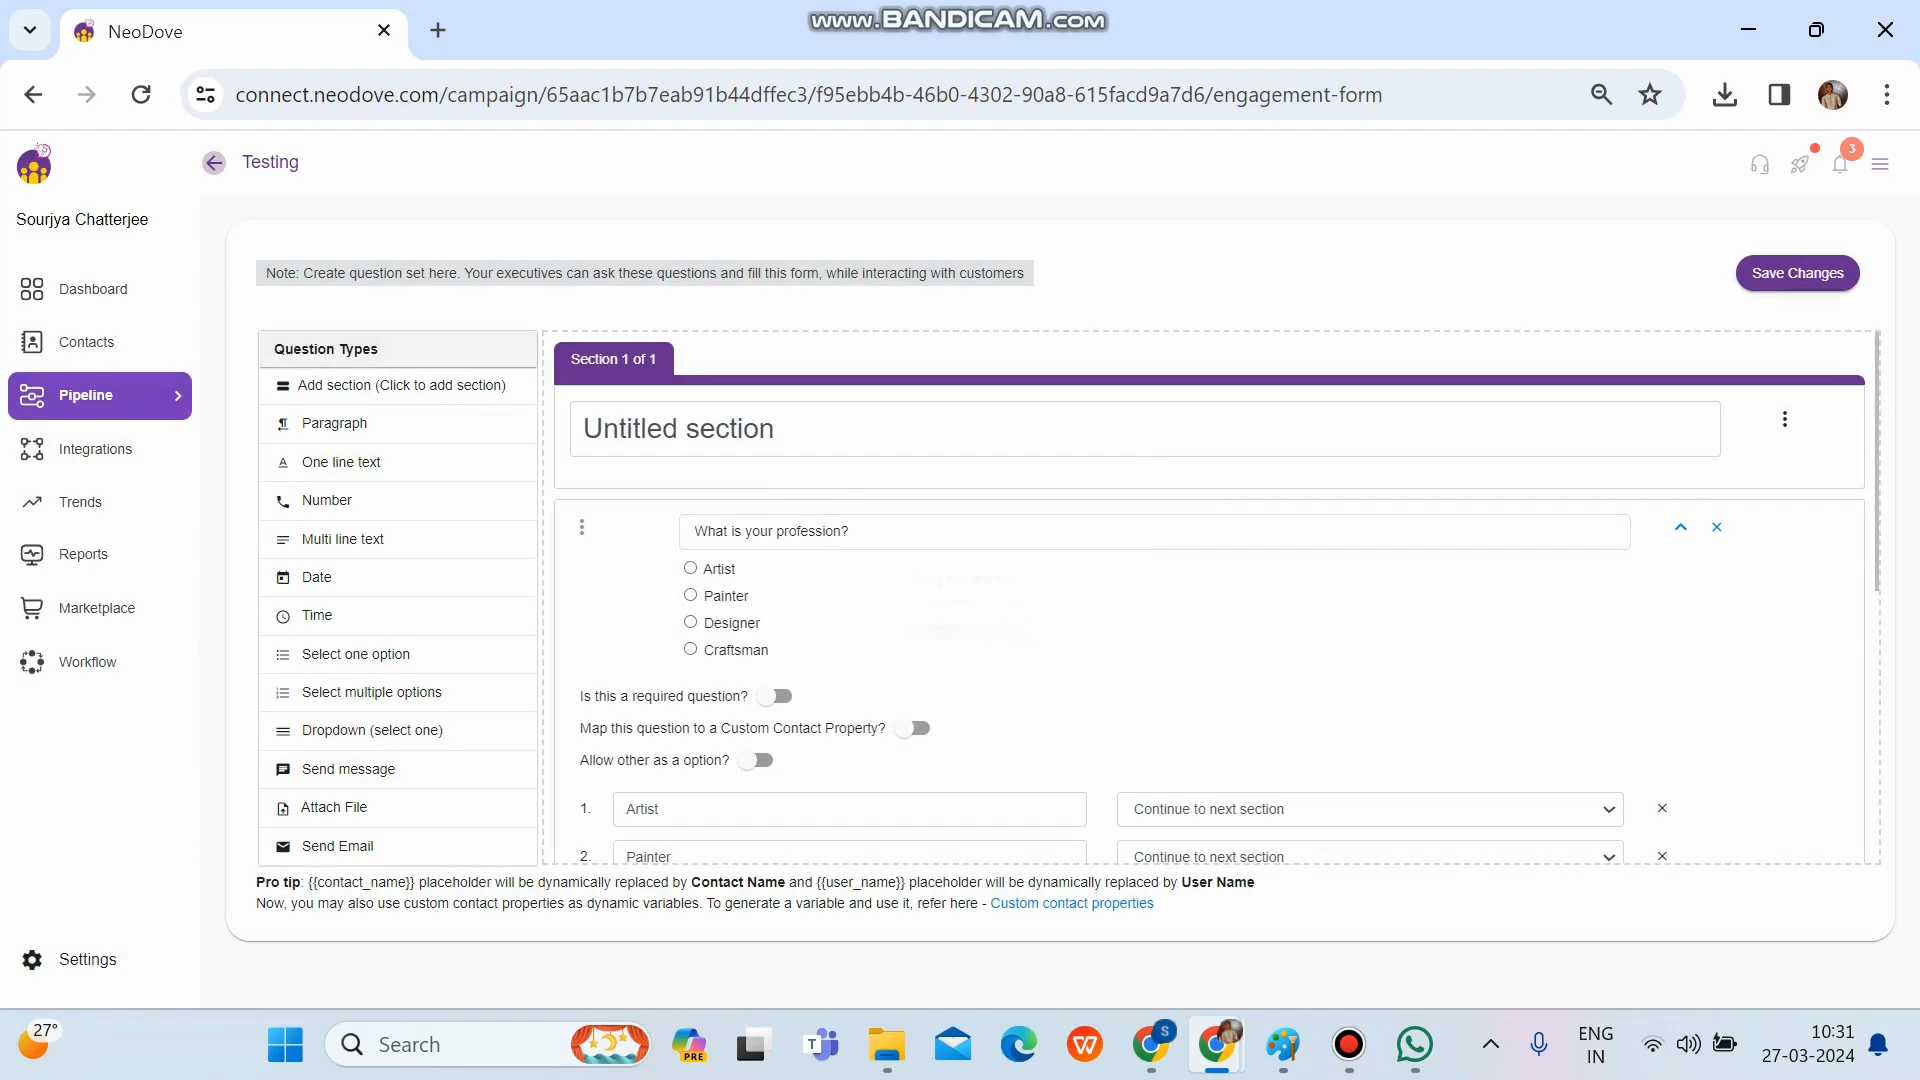 NeoDove
www.BANDICAM.com
connect.neodove.com/campaign/65aac1b7b7eab91b44dffec3/f95ebb4b-46b0-4302-90a8-615facd9a7d6/engagement-form
Testing
3
Sourjya Chatterjee
Dashboard
Contacts
Pipeline
Integrations
Trends
Reports
Marketplace
Workflow
Settings
Note: Create question set here. Your executives can ask these questions and fill this form, while interacting with customers
Save Changes
Question Types
Add section (Click to add section)
Paragraph
One line text
Number
Multi line text
Date
Time
Select one option
Select multiple options
Dropdown (select one)
Send message
Attach File
Send Email
Section 1 of 1
Untitled section
What is your profession?
Artist
Painter
Designer
Craftsman
Is this a required question?
Map this question to a Custom Contact Property?
Allow other as a option?
1. Artist Continue to next section
2. Painter Continue to next section
Pro tip: {{contact_name}} placeholder will be dynamically replaced by Contact Name and {{user_name}} placeholder will be dynamically replaced by User Name
Now, you may also use custom contact properties as dynamic variables. To generate a variable and use it, refer here - Custom contact properties
27°
Search
PRE
S
ENG
IN
10:31
27-03-2024